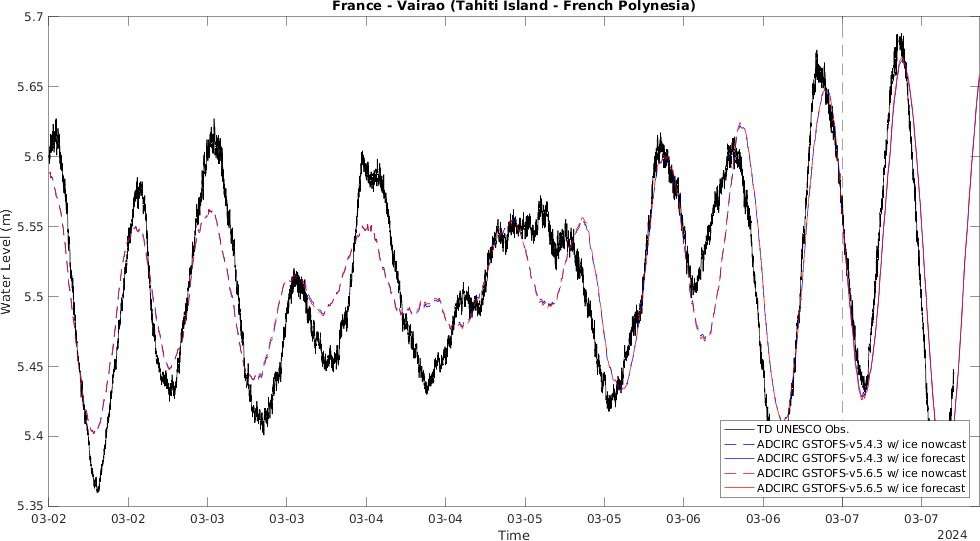 France - Vairao (Tahiti Island - French Polynesia)
5.7
5.65
5.6
5.55
5.5
5.45
5.4
5.35
Water Level (m)
TD UNESCO Obs.
ADCIRC GSTOFS-v5.4.3 w/ ice nowcast
ADCIRC GSTOFS-v5.4.3 w/ ice forecast
ADCIRC GSTOFS-v5.6.5 w/ ice nowcast
ADCIRC GSTOFS-v5.6.5 w/ ice forecast
03-02 03-02 03-03 03-03 03-04 03-04 03-05 03-05 03-06 03-06 03-07 03-07
Time
2024